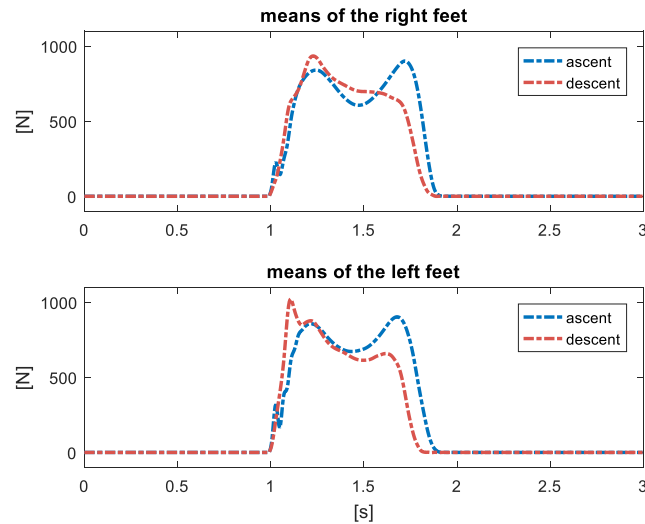 means of the right feet
1000
500
0
[N]
ascent
descent
0 0.5 1 1.5 2 2.5 3
means of the left feet
1000
500
0
[N]
ascent
descent
0 0.5 1 1.5 2 2.5 3
[s]